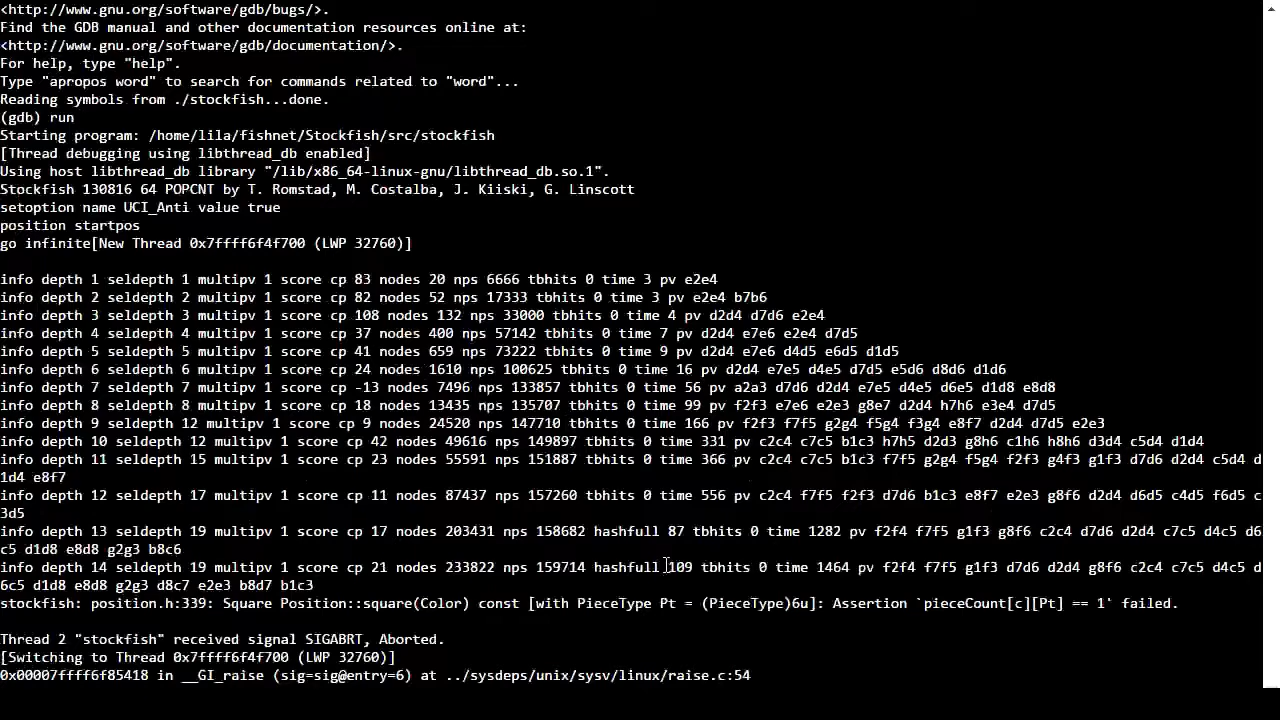 <http://www.gnu.org/software/gdb/bugs/>.
Find the GDB manual and other documentation resources online at:
<http://www.gnu.org/software/gdb/documentation/>.
For help, type "help".
Type "apropos word" to search for commands related to "word"...
Reading symbols from ./stockfish...done.
(gdb) run
Starting program: /home/lila/fishnet/Stockfish/src/stockfish
[Thread debugging using libthread_db enabled]
Using host libthread_db library "/lib/x86_64-linux-gnu/libthread_db.so.1".
Stockfish 130816 64 POPCNT by T. Romstad, M. Costalba, J. Kiiski, G. Linscott
setoption name UCI_Anti value true
position startpos
go infinite[New Thread 0x7ffff6f4f700 (LWP 32760)]
info depth 1 seldepth 1 multipv 1 score cp 83 nodes 20 nps 6666 tbhits 0 time 3 pv e2e4
info depth 2 seldepth 2 multipv 1 score cp 82 nodes 52 nps 17333 tbhits 0 time 3 pv e2e4 b7b6
info depth 3 seldepth 3 multipv 1 score cp 108 nodes 132 nps 33000 tbhits 0 time 4 pv d2d4 d7d6 e2e4
info depth 4 seldepth 4 multipv 1 score cp 37 nodes 400 nps 57142 tbhits 0 time 7 pv d2d4 e7e6 e2e4 d7d5
info depth 5 seldepth 5 multipv 1 score cp 41 nodes 659 nps 73222 tbhits 0 time 9 pv d2d4 e7e6 d4d5 e6d5 d1d5
info depth 6 seldepth 6 multipv 1 score cp 24 nodes 1610 nps 100625 tbhits 0 time 16 pv d2d4 e7e5 d4e5 d7d5 e5d6 d8d6 d1d6
info depth 7 seldepth 7 multipv 1 score cp -13 nodes 7496 nps 133857 tbhits 0 time 56 pv a2a3 d7d6 d2d4 e7e5 d4e5 d6e5 d1d8 e8d8
info depth 8 seldepth 8 multipv 1 score cp 18 nodes 13435 nps 135707 tbhits 0 time 99 pv f2f3 e7e6 e2e3 g8e7 d2d4 h7h6 e3e4 d7d5
info depth 9 seldepth 12 multipv 1 score cp 9 nodes 24520 nps 147710 tbhits 0 time 166 pv f2f3 f7f5 g2g4 f5g4 f3g4 e8f7 d2d4 d7d5 e2e3
info depth 10 seldepth 12 multipv 1 score cp 42 nodes 49616 nps 149897 tbhits 0 time 331 pv c2c4 c7c5 b1c3 h7h5 d2d3 g8h6 c1h6 h8h6 d3d4 c5d4 d1d4
info depth 11 seldepth 15 multipv 1 score cp 23 nodes 55591 nps 151887 tbhits 0 time 366 pv c2c4 c7c5 b1c3 f7f5 g2g4 f5g4 f2f3 g4f3 g1f3 d7d6 d2d4 c5d4 d
1d4 e8f7
info depth 12 seldepth 17 multipv 1 score cp 11 nodes 87437 nps 157260 tbhits 0 time 556 pv c2c4 f7f5 f2f3 d7d6 b1c3 e8f7 e2e3 g8f6 d2d4 d6d5 c4d5 f6d5 c
3d5
info depth 13 seldepth 19 multipv 1 score cp 17 nodes 203431 nps 158682 hashfull 87 tbhits 0 time 1282 pv f2f4 f7f5 g1f3 g8f6 c2c4 d7d6 d2d4 c7c5 d4c5 d6
c5 d1d8 e8d8 g2g3 b8c6
info depth 14 seldepth 19 multipv 1 score cp 21 nodes 233822 nps 159714 hashfull 109 tbhits 0 time 1464 pv f2f4 f7f5 g1f3 d7d6 d2d4 g8f6 c2c4 c7c5 d4c5 d
6c5 d1d8 e8d8 g2g3 d8c7 e2e3 b8d7 b1c3
stockfish: position.h:339: Square Position::square(Color) const [with PieceType Pt = (PieceType)6u]: Assertion `pieceCount[c][Pt] == 1' failed.
Thread 2 "stockfish" received signal SIGABRT, Aborted.
[Switching to Thread 0x7ffff6f4f700 (LWP 32760)]
0x00007ffff6f85418 in __GI_raise (sig=sig@entry=6) at ../sysdeps/unix/sysv/linux/raise.c:54